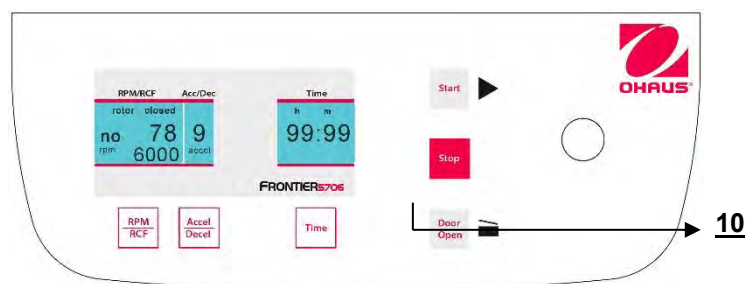 OHAUS
RPM/RCF Acc/Dec Time
rotor closed h m
no 78 9 99:99
rpm 6000 accel
FRONTIER5706
Start
Stop
Door
Open
10
RPM
RCF
Accel
Decel
Time